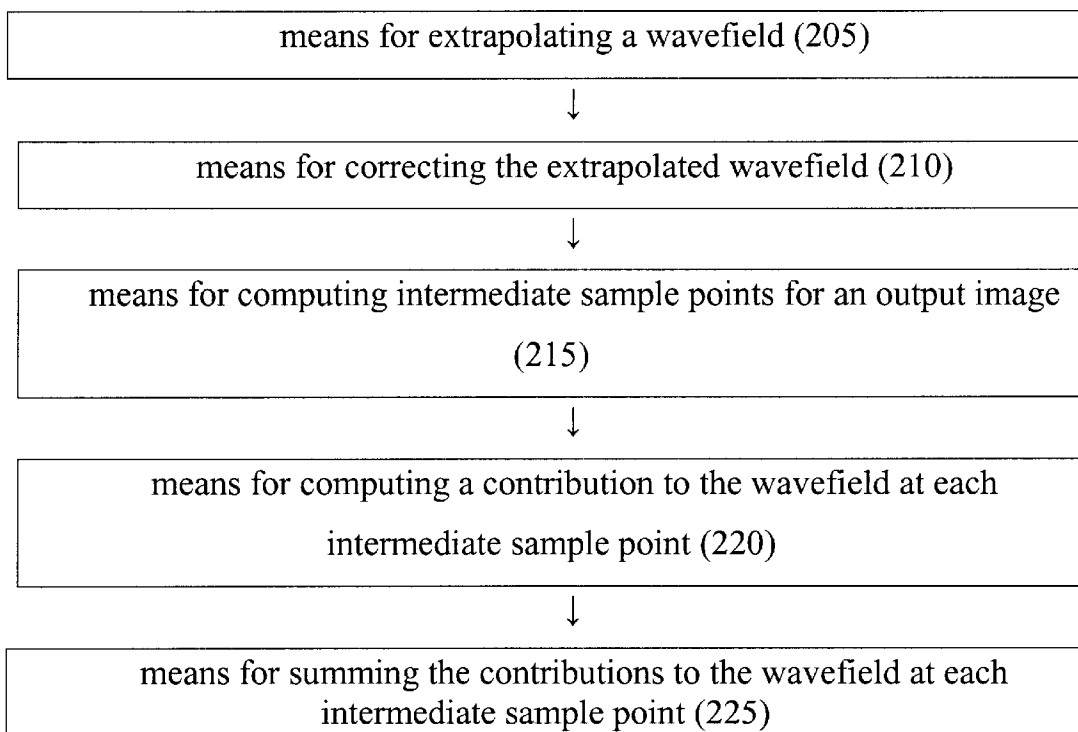 means for extrapolating a wavefield (205)
↓
means for correcting the extrapolated wavefield (210)
↓
means for computing intermediate sample points for an output image
(215)
↓
means for computing a contribution to the wavefield at each
intermediate sample point (220)
↓
means for summing the contributions to the wavefield at each
intermediate sample point (225)